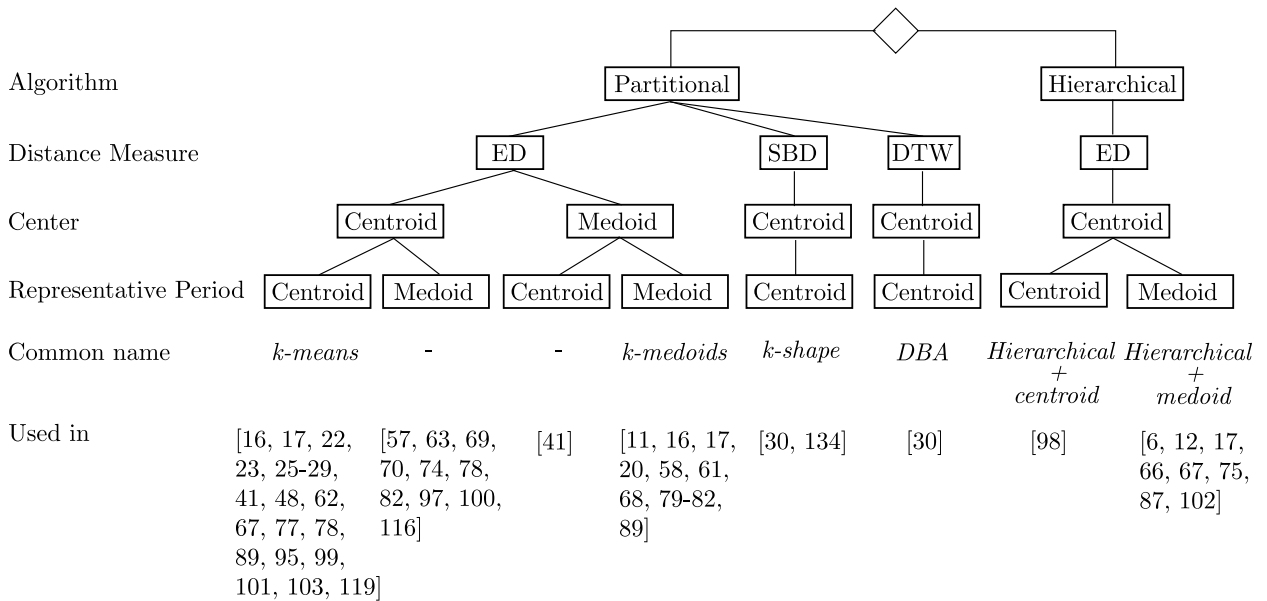 Algorithm Partitional Hierarchical
Distance Measure ED SBD DTW ED
Center Centroid Medoid Centroid Centroid Centroid
Representative Period Centroid Medoid Centroid Medoid Centroid Centroid Centroid Medoid
Common name k-means - - k-medoids k-shape DBA Hierarchical Hierarchical
+ +
centroid medoid
Used in [16, 17, 22, [57, 63, 69, [41] [11, 16, 17, [30, 134] [30] [98] [6, 12, 17,
23, 25-29, 70, 74, 78, 20, 58, 61, 66, 67, 75,
41, 48, 62, 82, 97, 100, 68, 79-82, 87, 102]
67, 77, 78, 116] 89]
89, 95, 99,
101, 103, 119]